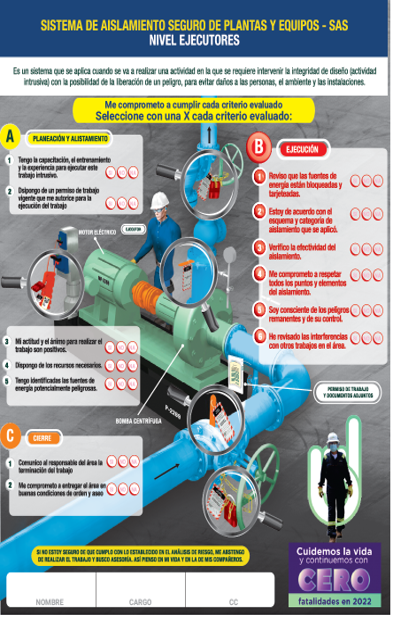 SISTEMA DE AISLAMIENTO SEGURO DE PLANTAS Y EQUIPOS - SAS
NIVEL EJECUTORES
Es un sistema que se aplica cuando se va a realizar una actividad en la que se requiere intervenir la integridad de diseño (actividad
intrusiva) con la posibilidad de la liberación de un peligro, para evitar daños a las personas, el ambiente y las instalaciones.
Me comprometo a cumplir cada criterio evaluado
Seleccione con una X cada criterio evaluado:
A PLANEACIÓN Y ALISTAMIENTO
1 Tengo la capacitación, el entrenamiento
y la experiencia para ejecutar este
trabajo intrusivo.
2 Dsipongo de un permiso de trabajo
vigente que me autorice para la
ejecución del trabajo
MOTOR ELÉCTRICO
EJECUTOR
3 Mi actitud y el ánimo para realizar el
trabajo son positivos.
4 Dispongo de los recursos necesarios.
5 Tengo identificadas las fuentes de
energía potencialmente peligrosas.
B EJECUCIÓN
1 Reviso que las fuentes de
energía están bloqueadas y
tarjeteadas.
2 Estoy de acuerdo con el
esquema y categoría de
aislamiento que se aplicó.
3 Verifico la efectividad del
aislamiento.
4 Me comprometo a respetar
todos los puntos y elementos
del aislamiento.
5 Soy consciente de los peligros
remanentes y de su control.
6 He revisado las interferencias
con otros trabajos en el área.
PERMISO DE TRABAJO
Y DOCUMENTOS ADJUNTOS
BOMBA CENTRÍFUGA
C CIERRE
1 Comunico al responsable del área la
terminación del trabajo
2 Me comprometo a entregar el área en
buenas condiciones de orden y aseo
SI NO ESTOY SEGURO DE QUE CUMPLO CON LO ESTABLECIDO EN EL ANÁLISIS DE RIESGO, ME ABSTENGO
DE REALIZAR EL TRABAJO Y BUSCO ASESORÍA. ASÍ PIENSO EN MI VIDA Y EN LA DE MIS COMPAÑEROS.
NOMBRE CARGO CC
Cuidemos la vida
y continuemos con
CERO
fatalidades en 2022